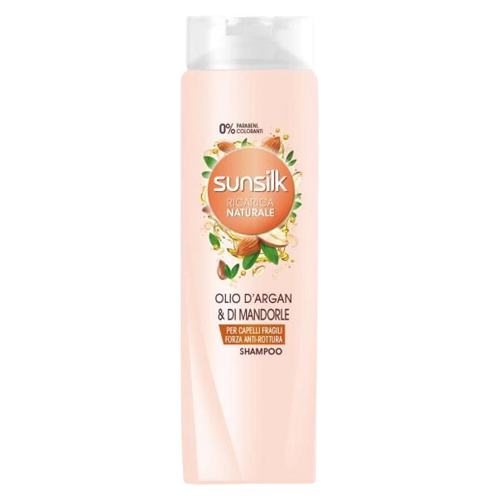 0% PARABENI,
COLORANTI
sunsilk
RICARICA
NATURALE
OLIO D'ARGAN
& DI MANDORLE
PER CAPELLI FRAGILI
FORZA ANTI-ROTTURA
SHAMPOO